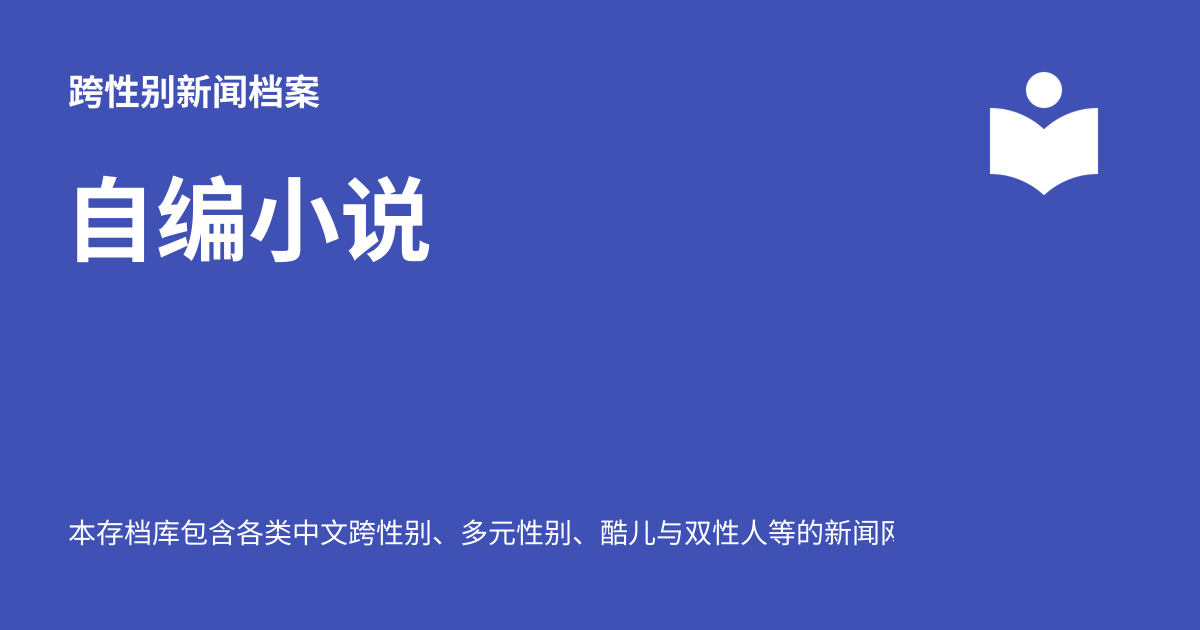 跨性别新闻档案
自编小说
本存档库包含各类中文跨性别、多元性别、酷儿与双性人等的新闻